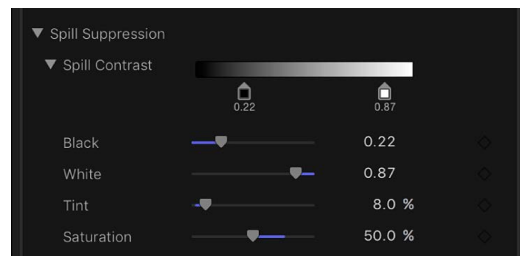 Spill Suppression
Spill Contrast
0.22 0.87
Black 0.22
White 0.87
Tint 8.0 %
Saturation 50.0 %